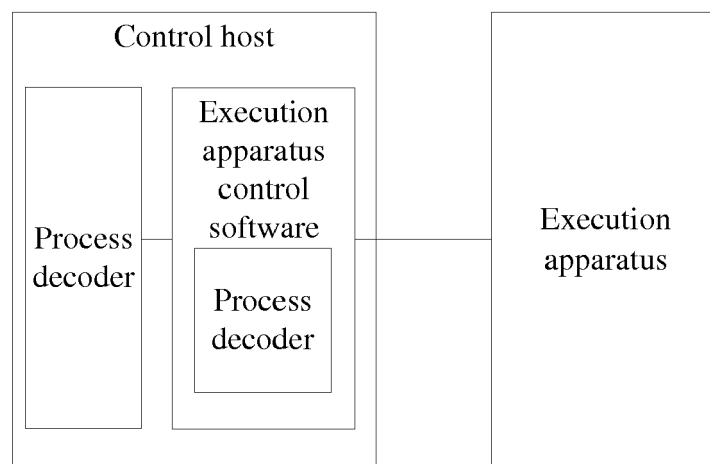 Control host
Process
decoder
Execution
apparatus
control
software
Process
decoder
Execution
apparatus